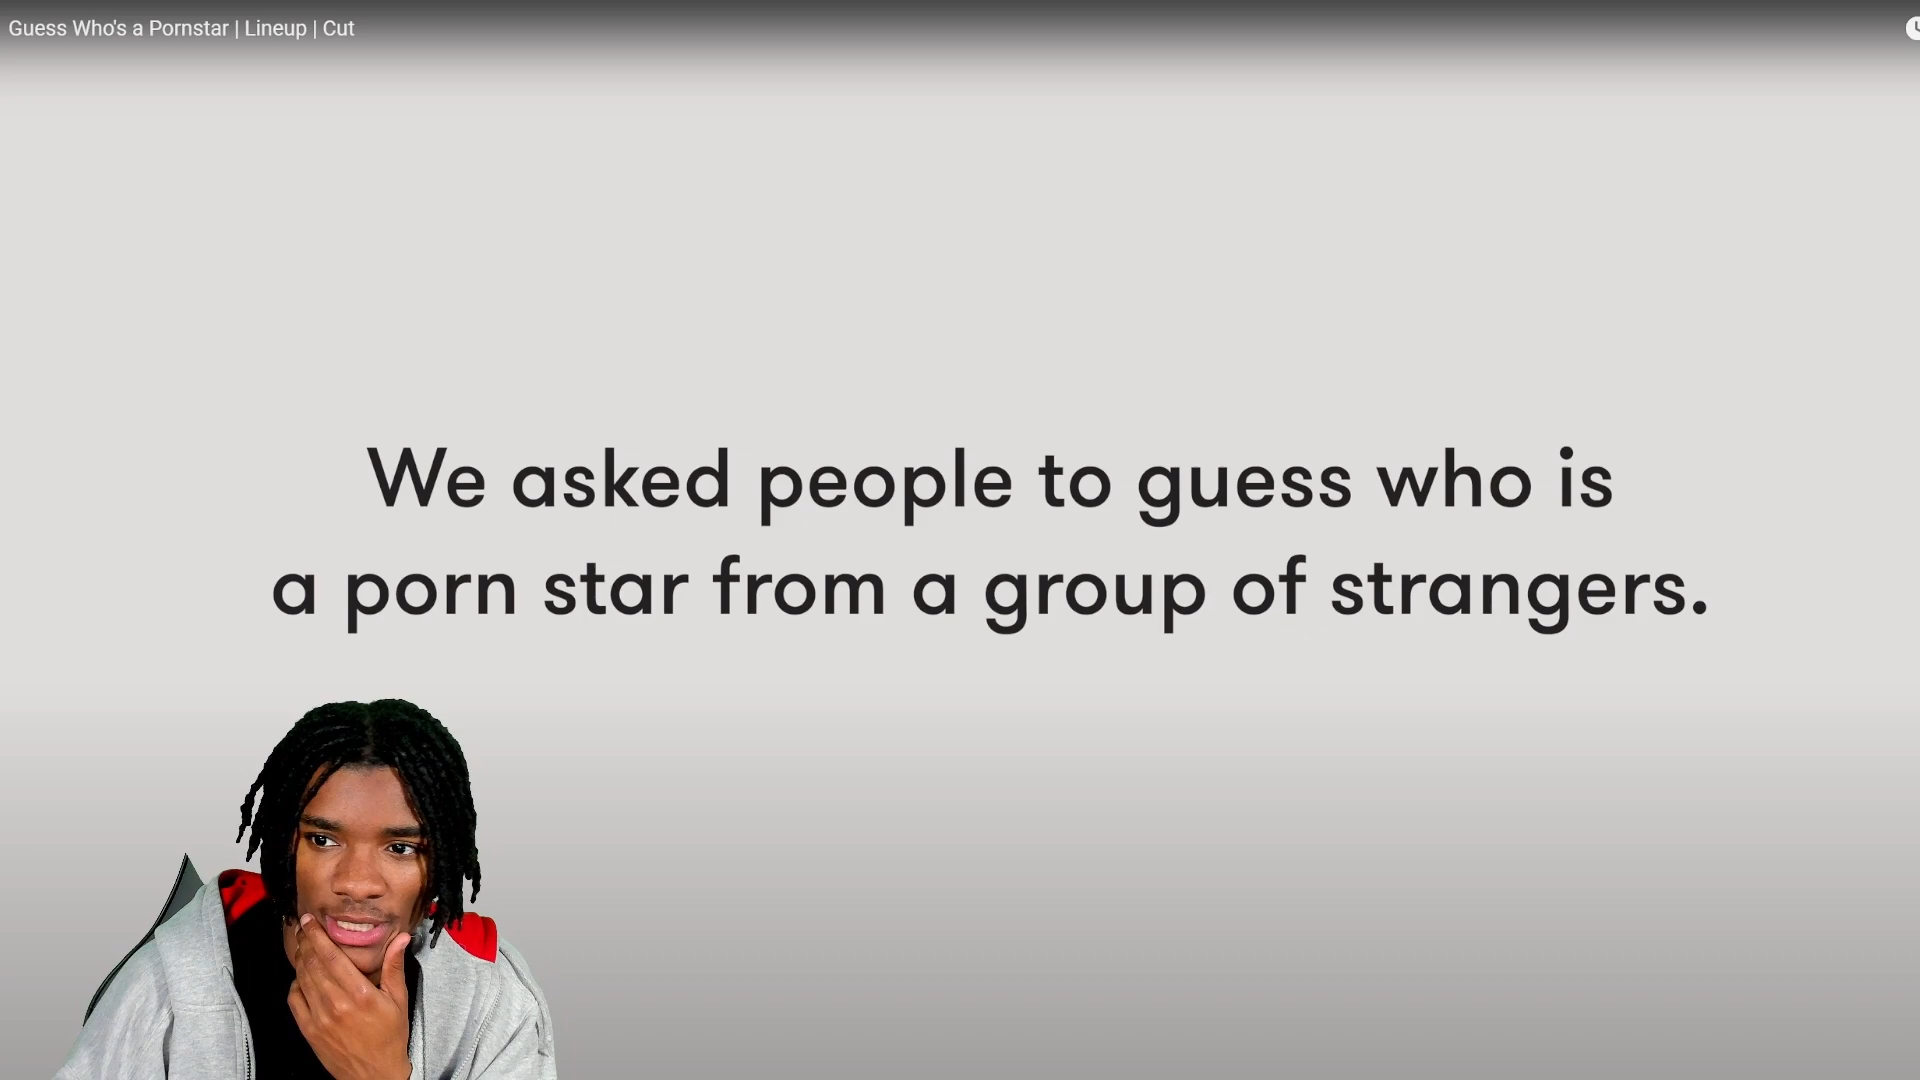 Guess Who's a Pornstar | Lineup | Cut
We asked people to guess who is
a porn star from a group of strangers.